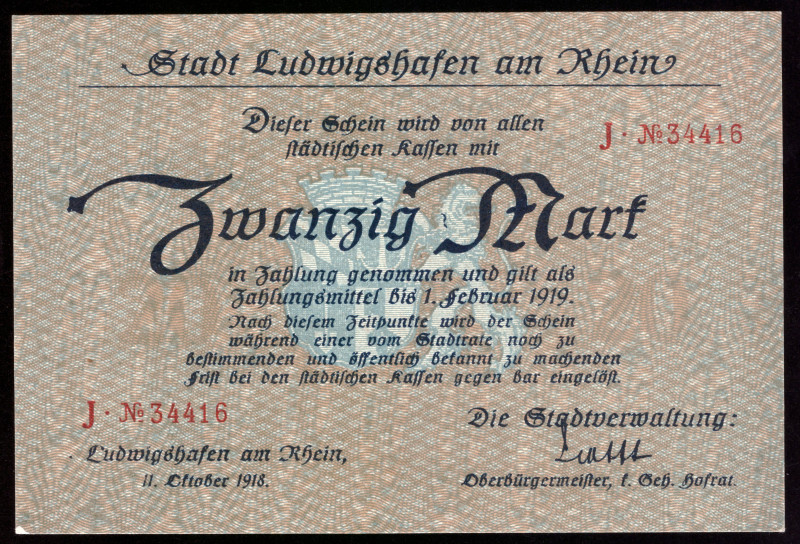 Stadt Ludwigshafen am Rhein
Dieser Schein wird von allen
städtischen Kassen mit
J · № 34416
Zwanzig Mark
in Zahlung genommen und gilt als
Zahlungsmittel bis 1. Februar 1919.
Nach diesem Zeitpunkte wird der Schein
während einer vom Stadtrate noch zu
bestimmenden und öffentlich bekannt zu machenden
Frist bei den städtischen Kassen gegen bar eingelöst.
J · № 34416
Ludwigshafen am Rhein,
11. Oktober 1918.
Die Stadtverwaltung:
Oberbürgermeister, k. Geh. Hofrat.